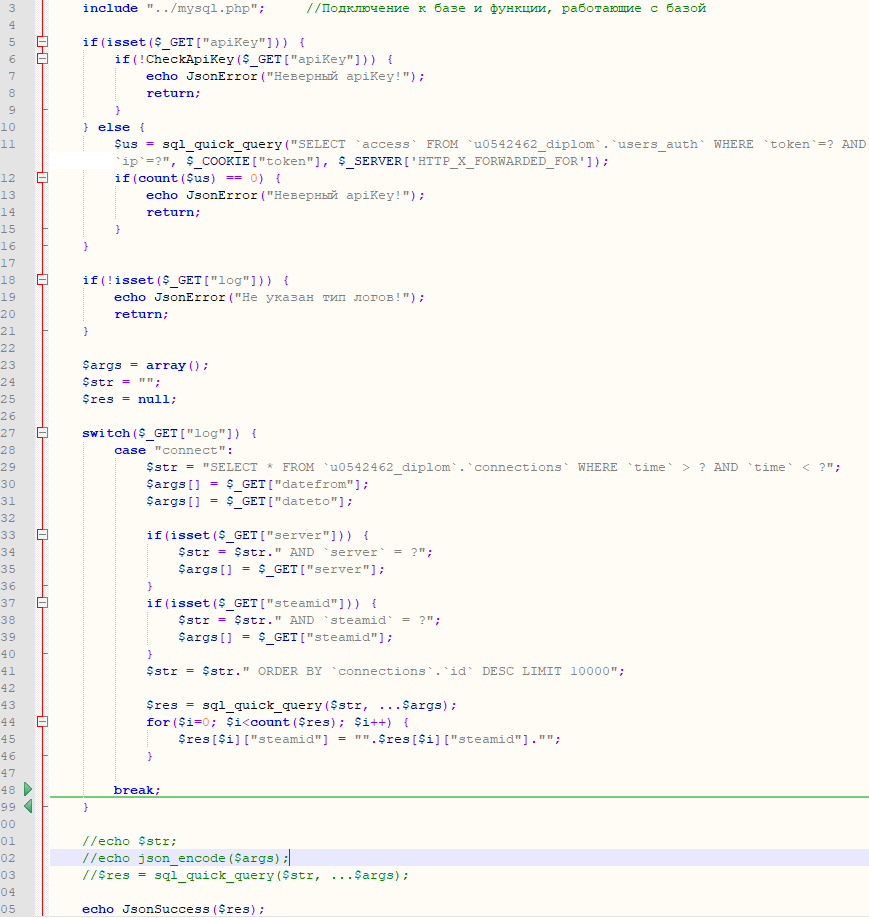 3 include "../mysql.php"; //Подключение к базе и функции, работающие с базой
4
5 if(isset($_GET["apiKey"])) {
6 if(!CheckApiKey($_GET["apiKey"])) {
7 echo JsonError("Неверный apiKey!");
8 return;
9 }
10 } else {
11 $us = sql_quick_query("SELECT `access` FROM `u0542462_diplom`.`users_auth` WHERE `token`=? AND
`ip`=?", $_COOKIE["token"], $_SERVER['HTTP_X_FORWARDED_FOR']);
12 if(count($us) == 0) {
13 echo JsonError("Неверный apiKey!");
14 return;
15 }
16 }
17
18 if(!isset($_GET["log"])) {
19 echo JsonError("Не указан тип логов!");
20 return;
21 }
22
23 $args = array();
24 $str = "";
25 $res = null;
26
27 switch($_GET["log"]) {
28 case "connect":
29 $str = "SELECT * FROM `u0542462_diplom`.`connections` WHERE `time` > ? AND `time` < ?";
30 $args[] = $_GET["datefrom"];
31 $args[] = $_GET["dateto"];
32
33 if(isset($_GET["server"])) {
34 $str = $str." AND `server` = ?";
35 $args[] = $_GET["server"];
36 }
37 if(isset($_GET["steamid"])) {
38 $str = $str." AND `steamid` = ?";
39 $args[] = $_GET["steamid"];
40 }
41 $str = $str." ORDER BY `connections`.`id` DESC LIMIT 10000";
42
43 $res = sql_quick_query($str, ...$args);
44 for($i=0; $i<count($res); $i++) {
45 $res[$i]["steamid"] = "".$res[$i]["steamid"]."";
46 }
47
48 break;
99 }
00
01 //echo $str;
02 //echo json_encode($args);
03 //$res = sql_quick_query($str, ...$args);
04
05 echo JsonSuccess($res);